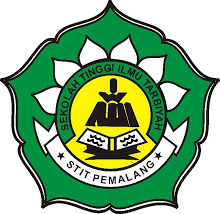 SEKOLAH TINGGI ILMU TARBIYAH
STIT PEMALANG